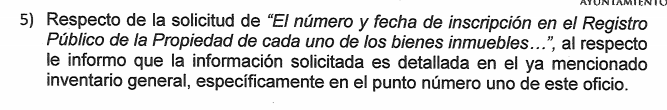 AYUNTAMIENTO
5) Respecto de la solicitud de “El número y fecha de inscripción en el Registro
Público de la Propiedad de cada uno de los bienes inmuebles…”, al respecto
le informo que la información solicitada es detallada en el ya mencionado
inventario general, específicamente en el punto número uno de este oficio.